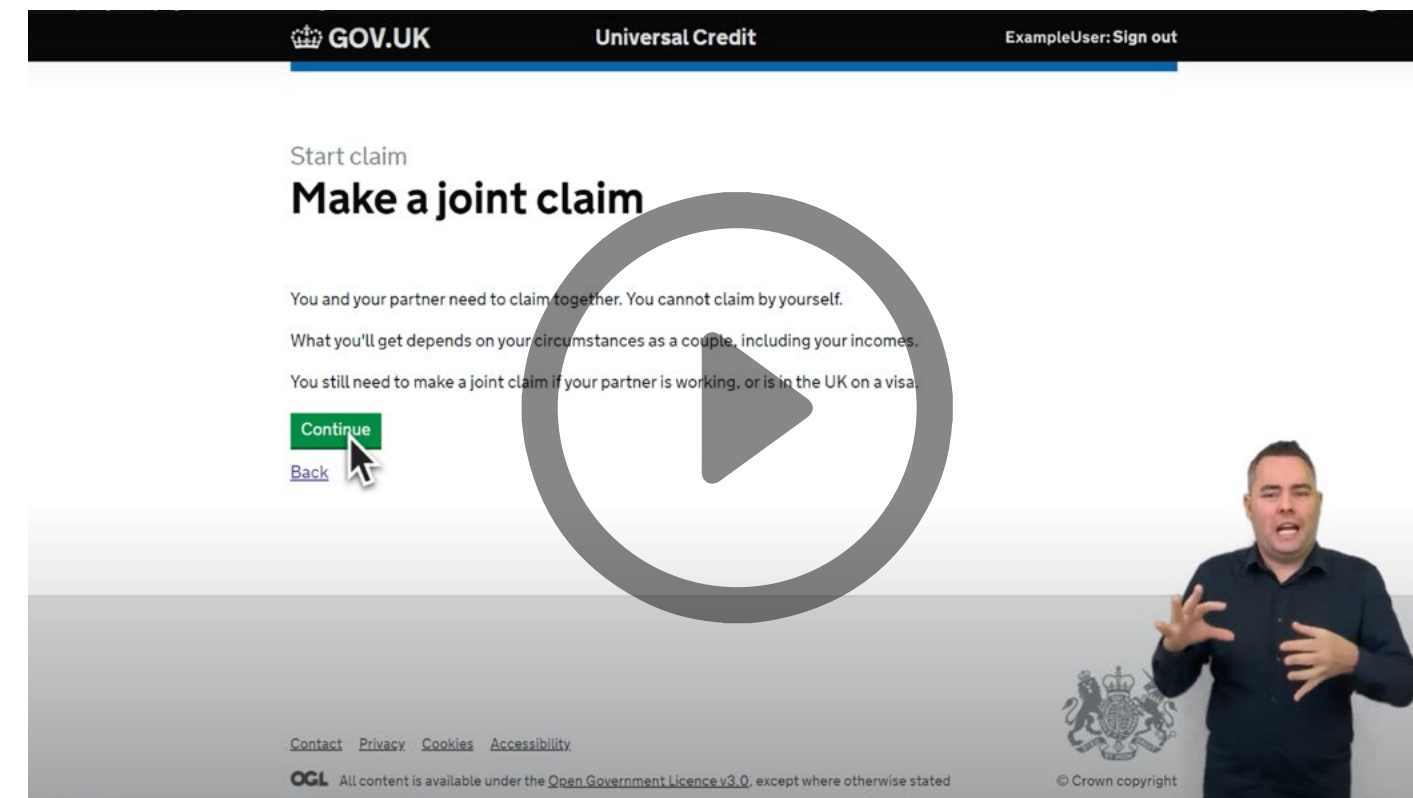 GOV.UK Universal Credit ExampleUser: Sign out
Start claim
Make a joint claim
You and your partner need to claim together. You cannot claim by yourself.
What you'll get depends on your circumstances as a couple, including your incomes.
You still need to make a joint claim if your partner is working, or is in the UK on a visa.
Continue
Back
Contact Privacy Cookies Accessibility
OGL All content is available under the Open Government Licence v3.0, except where otherwise stated © Crown copyright